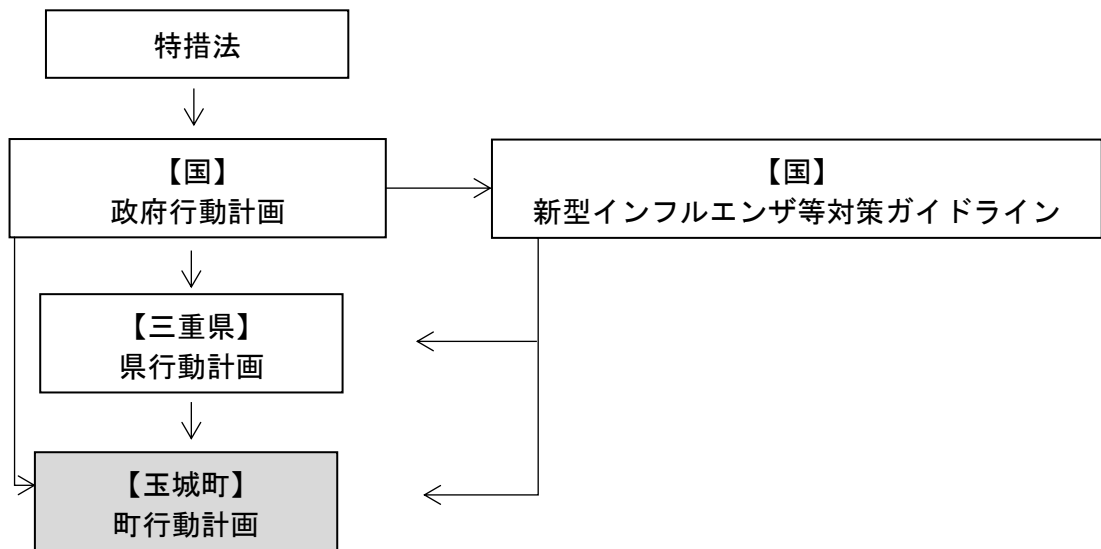 特措法
【国】
政府行動計画
【国】
新型インフルエンザ等対策ガイドライン
【三重県】
県行動計画
【玉城町】
町行動計画